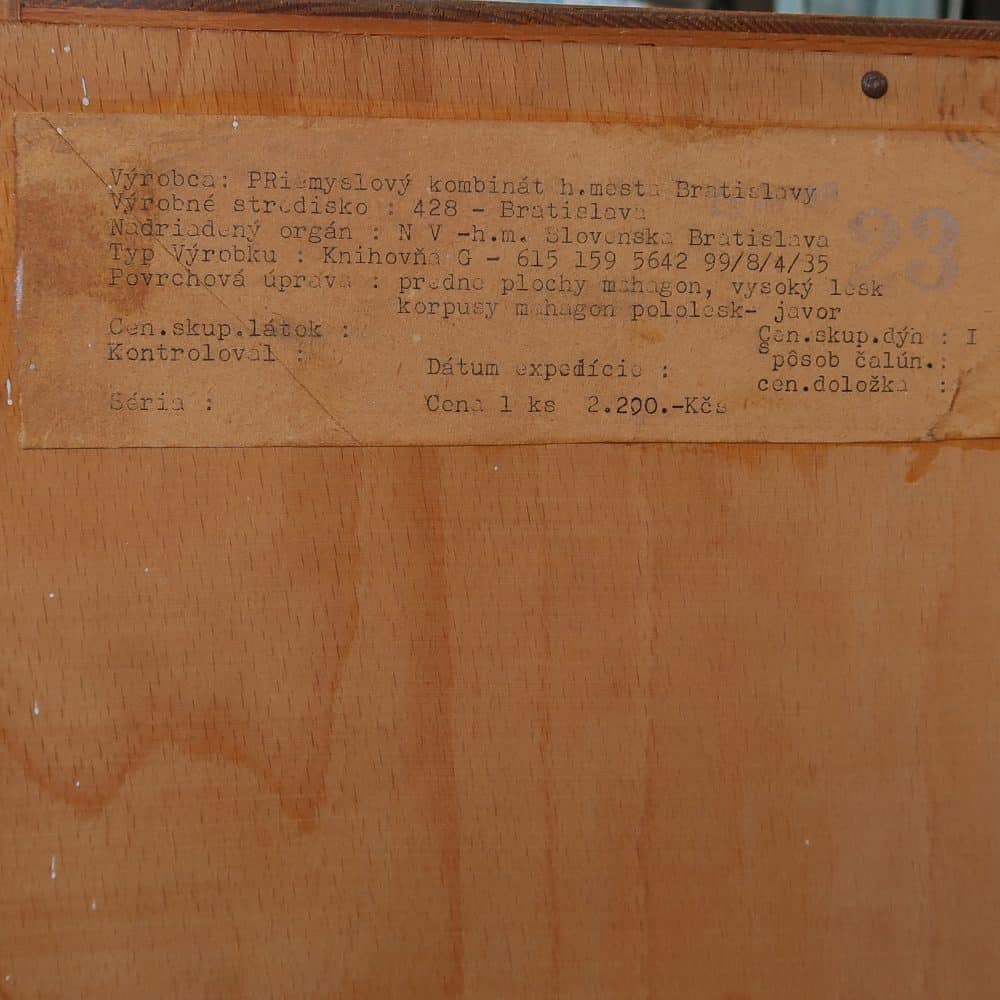 Výrobca: PRiemyslový kombinát h.mesta Bratislavy
Výrobné stredisko : 428 - Bratislava
Nadriadený orgán : N V -h.m. Slovenska Bratislava
Typ Výrobku : Knihovňa G - 615 159 5642 99/8/4/35
Povrchová úprava : predne plochy mahagon, vysoký lesk
korpusy mahagon pololesk- javor
Cen.skup.látok :
Cen.skup.dýh : I
Kontroloval :
spôsob čalún.:
Dátum expedície :
cen.doložka :
Séria :
Cena 1 ks 2.290.-Kčs
23